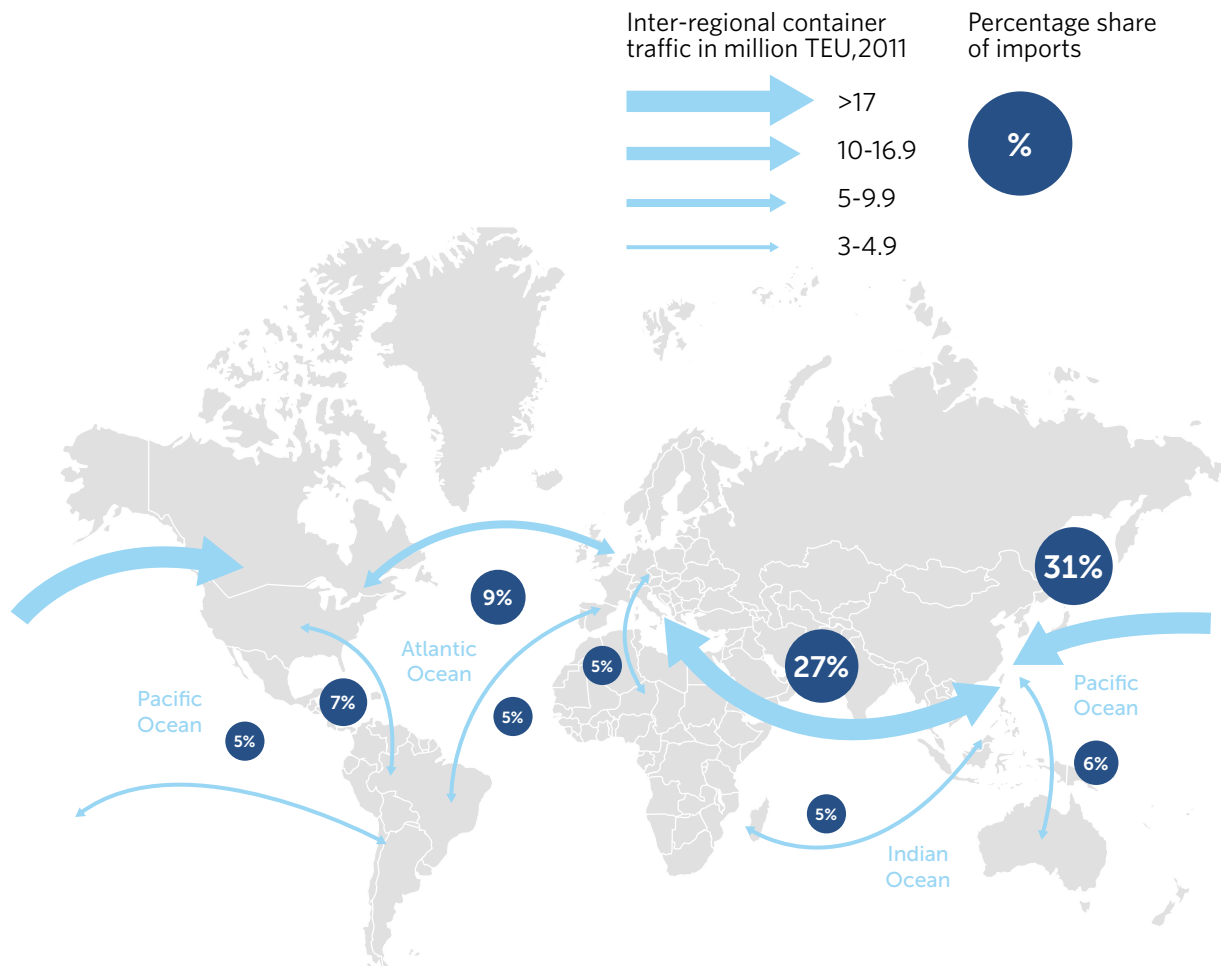 Inter-regional container
traffic in million TEU,2011
Percentage share
of imports
>17
10-16.9
5-9.9
3-4.9
%
31%
9%
Atlantic
Ocean
5%
27%
7%
Pacific
Ocean
5%
5%
Pacific
Ocean
6%
5%
Indian
Ocean